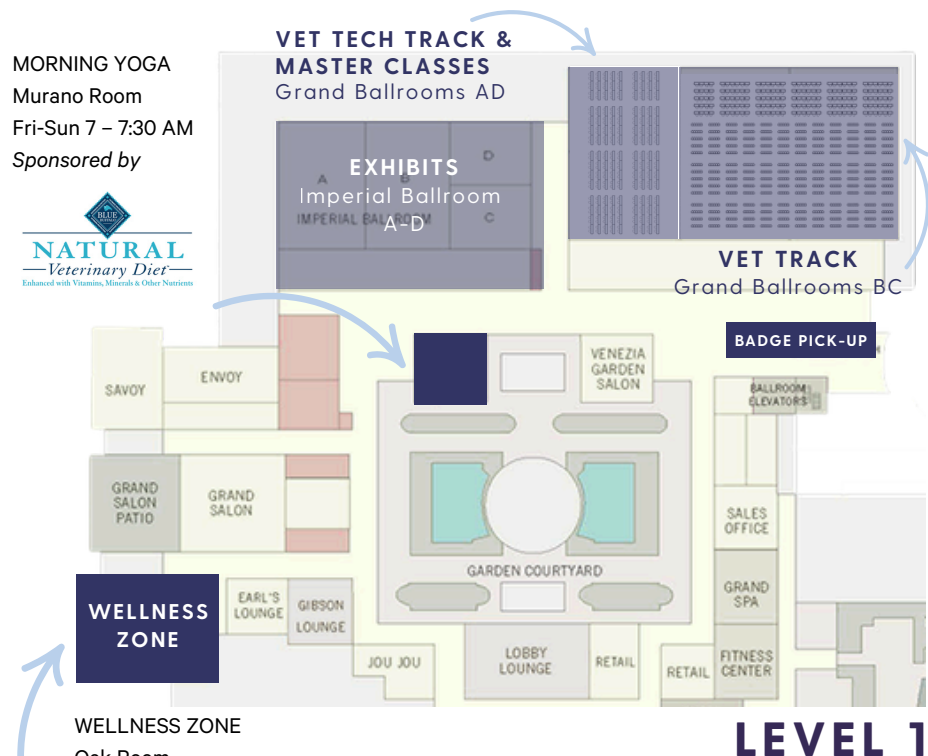 VET TECH TRACK &
MASTER CLASSES
Grand Ballrooms AD
MORNING YOGA
Murano Room
Fri-Sun 7 – 7:30 AM
Sponsored by
BLUE
BUFFALO
NATURAL
Veterinary Diet
Enhanced with Vitamins, Minerals & Other Nutrients
EXHIBITS
Imperial Ballroom
A-D
A
B
D
C
IMPERIAL BALLROOM
VET TRACK
Grand Ballrooms BC
BADGE PICK-UP
VENEZIA
GARDEN
SALON
SAVOY
ENVOY
BALLROOM
ELEVATORS
GRAND
SALON
PATIO
GRAND
SALON
SALES
OFFICE
GARDEN COURTYARD
WELLNESS
ZONE
EARL'S
LOUNGE
GIBSON
LOUNGE
GRAND
SPA
JOU JOU
LOBBY
LOUNGE
RETAIL
RETAIL
FITNESS
CENTER
WELLNESS ZONE
Oak Room
LEVEL 1